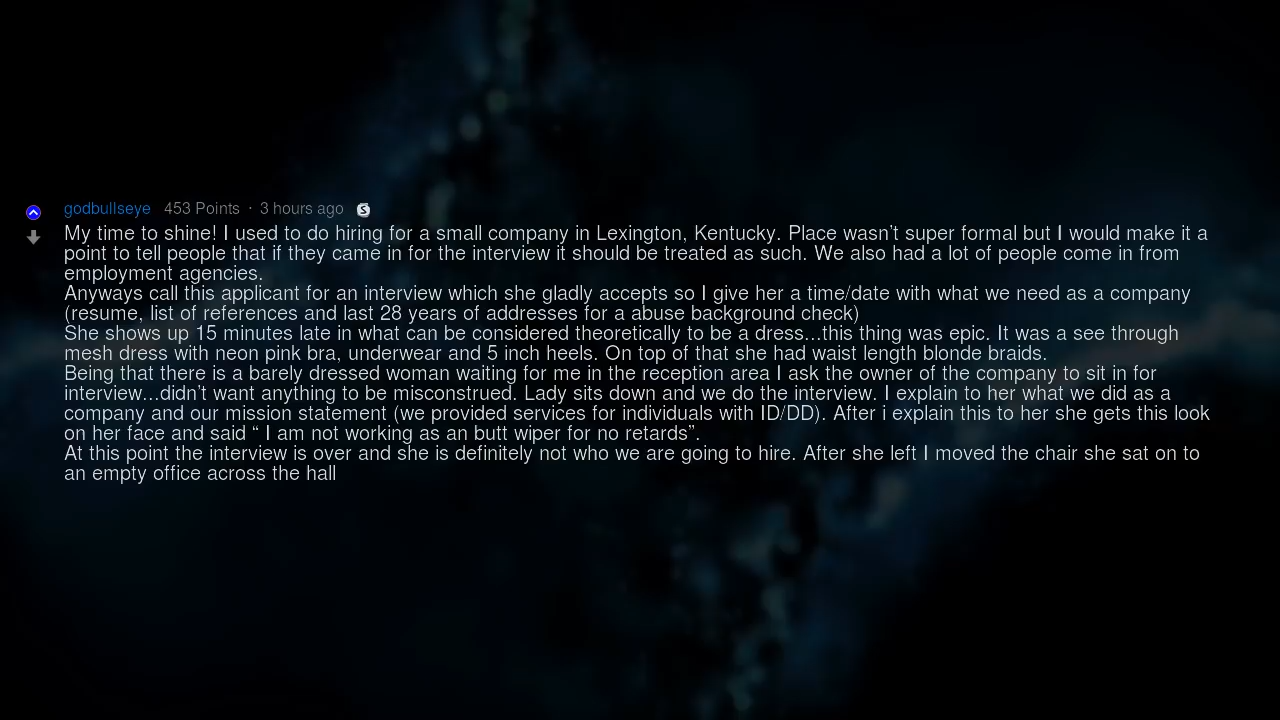 godbullseye 453 Points · 3 hours ago
My time to shine! I used to do hiring for a small company in Lexington, Kentucky. Place wasn't super formal but I would make it a
point to tell people that if they came in for the interview it should be treated as such. We also had a lot of people come in from
employment agencies.
Anyways call this applicant for an interview which she gladly accepts so I give her a time/date with what we need as a company
(resume, list of references and last 28 years of addresses for a abuse background check)
She shows up 15 minutes late in what can be considered theoretically to be a dress...this thing was epic. It was a see through
mesh dress with neon pink bra, underwear and 5 inch heels. On top of that she had waist length blonde braids.
Being that there is a barely dressed woman waiting for me in the reception area I ask the owner of the company to sit in for
interview...didn't want anything to be misconstrued. Lady sits down and we do the interview. I explain to her what we did as a
company and our mission statement (we provided services for individuals with ID/DD). After i explain this to her she gets this look
on her face and said “ I am not working as an butt wiper for no retards”.
At this point the interview is over and she is definitely not who we are going to hire. After she left I moved the chair she sat on to
an empty office across the hall